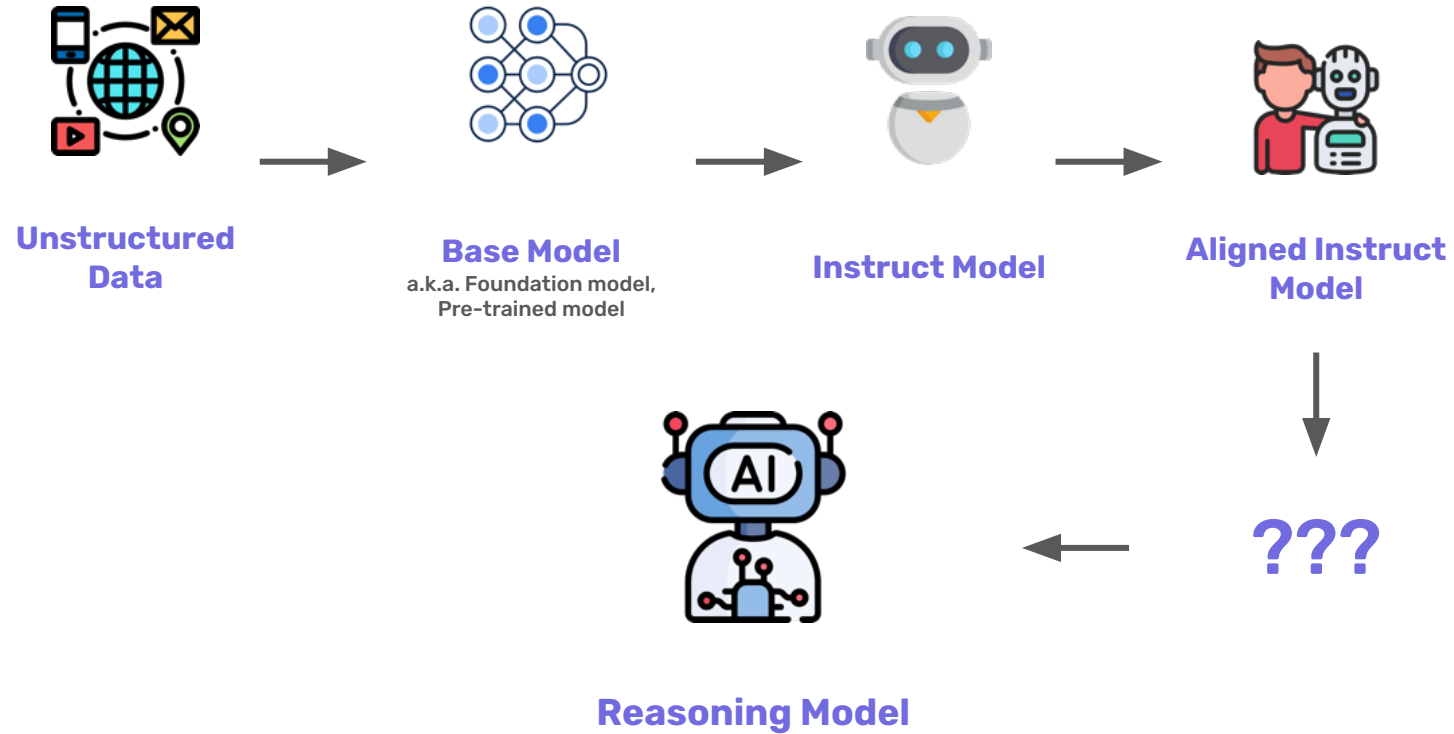 Unstructured
Data
Base Model
a.k.a. Foundation model,
Pre-trained model
Instruct Model
Aligned Instruct
Model
???
AI
Reasoning Model